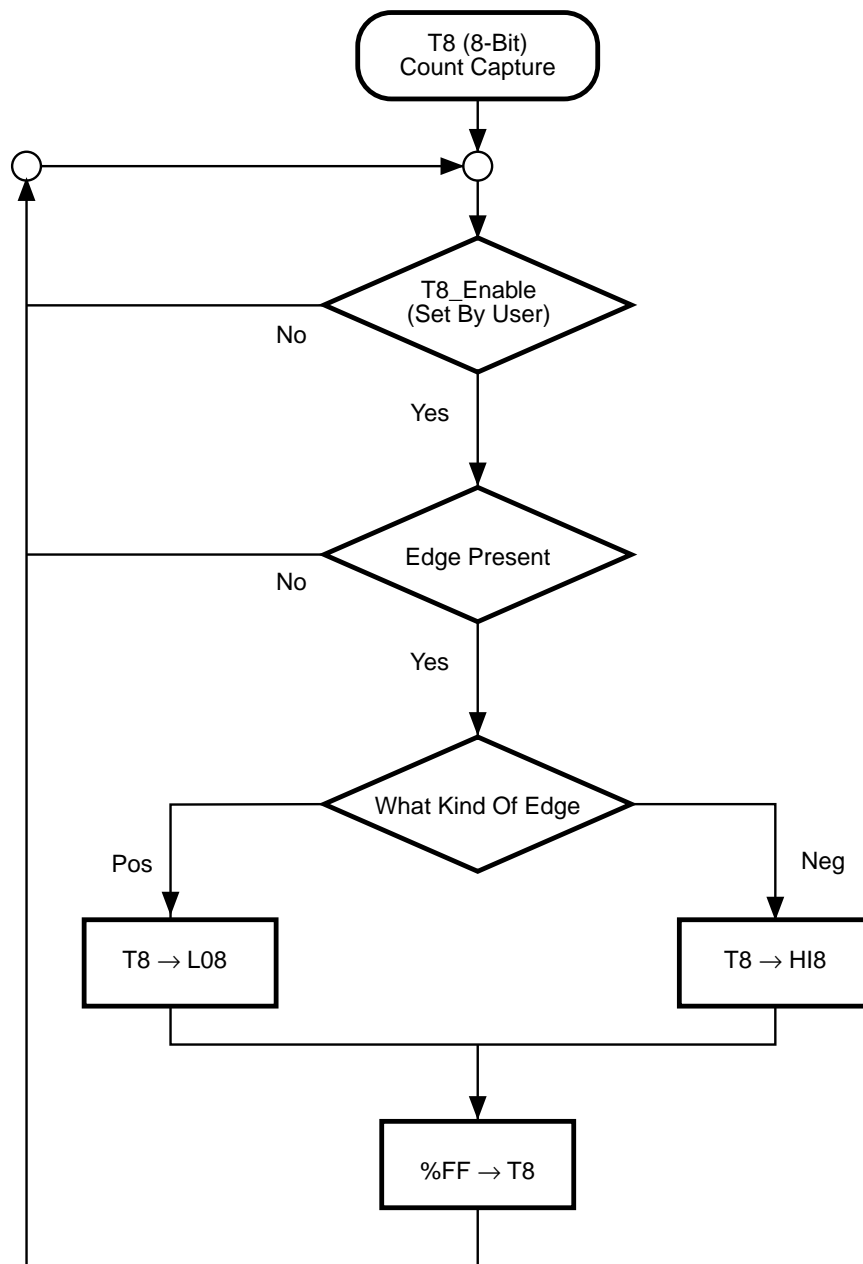 T8 (8-Bit)
Count Capture
T8_Enable
(Set By User)
No
Yes
Edge Present
No
Yes
What Kind Of Edge
Pos
Neg
T8 → L08
T8 → HI8
%FF → T8